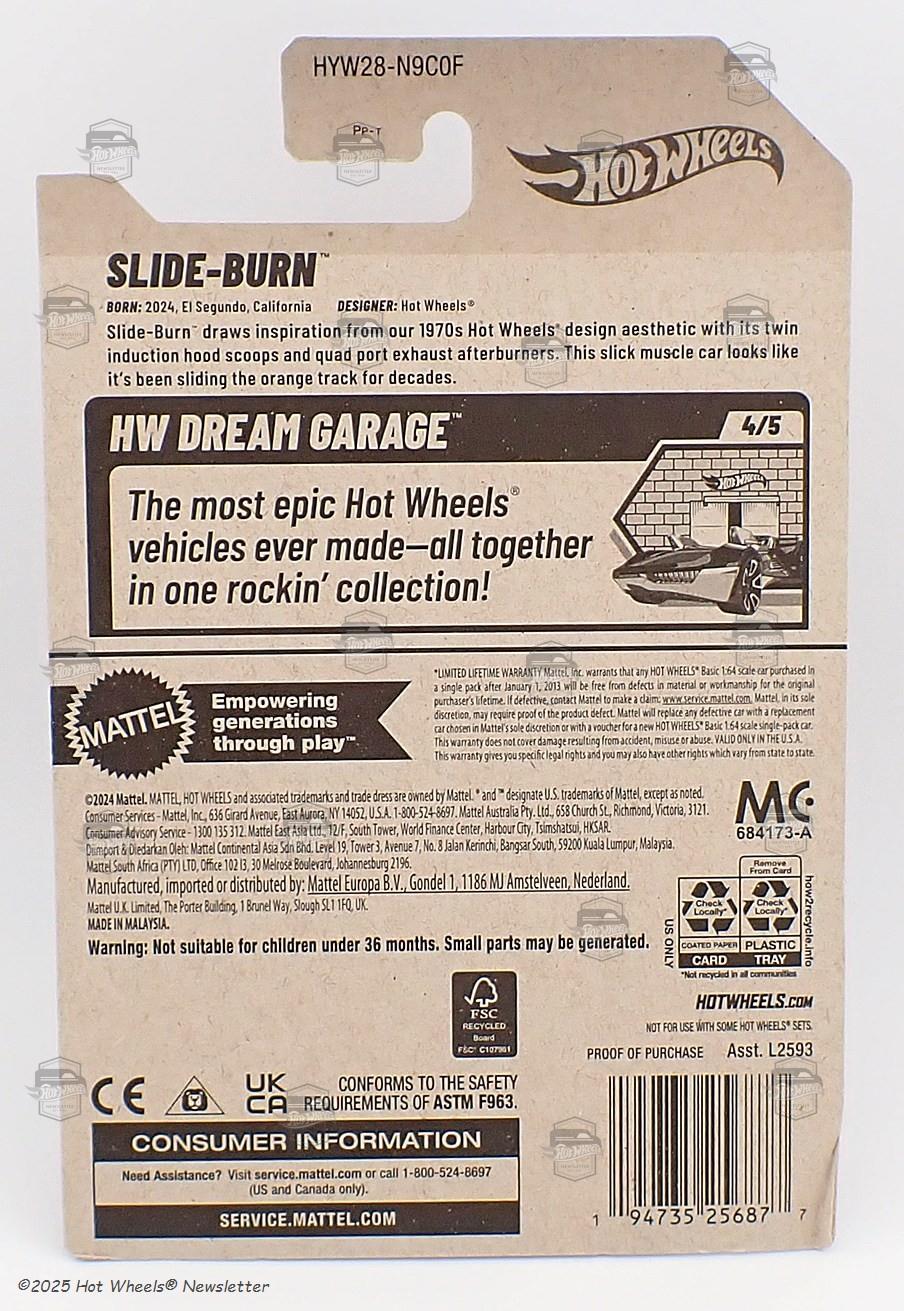 HYW28-N9C0F
PP-T
HOT WHEELS
SLIDE-BURN™
BORN: 2024, El Segundo, California DESIGNER: Hot Wheels®
Slide-Burn™ draws inspiration from our 1970s Hot Wheels® design aesthetic with its twin
induction hood scoops and quad port exhaust afterburners. This slick muscle car looks like
it's been sliding the orange track for decades.
HW DREAM GARAGE™
4/5
The most epic Hot Wheels®
vehicles ever made—all together
in one rockin' collection!
MATTEL
Empowering
generations
through play™
*LIMITED LIFETIME WARRANTY Mattel, Inc. warrants that any HOT WHEELS® Basic 1:64 scale car purchased in
a single pack after January 1, 2013 will be free from defects in material or workmanship for the original
purchaser's lifetime. If defective, contact Mattel to make a claim: www.service.mattel.com. Mattel, in its sole
discretion, may require proof of the product defect. Mattel will replace any defective car with a replacement
car chosen in Mattel's sole discretion or with a voucher for a new HOT WHEELS® Basic 1:64 scale single-pack car.
This warranty does not cover damage resulting from accident, misuse or abuse. VALID ONLY IN THE U.S.A.
This warranty gives you specific legal rights and you may also have other rights which vary from state to state.
©2024 Mattel. MATTEL, HOT WHEELS and associated trademarks and trade dress are owned by Mattel. ® and ™ designate U.S. trademarks of Mattel, except as noted.
Consumer Services - Mattel, Inc., 636 Girard Avenue, East Aurora, NY 14052, U.S.A. 1-800-524-8697. Mattel Australia Pty. Ltd., 658 Church St., Richmond, Victoria, 3121.
Consumer Advisory Service - 1300 135 312. Mattel East Asia Ltd., 12/F, South Tower, World Finance Center, Harbour City, Tsimshatsui, HKSAR.
Diimport & Diedarkan Oleh: Mattel Continental Asia Sdn Bhd. Level 19, Tower 3, Avenue 7, No. 8 Jalan Kerinchi, Bangsar South, 59200 Kuala Lumpur, Malaysia.
Mattel South Africa (PTY) LTD, Office 102 I3, 30 Melrose Boulevard, Johannesburg 2196.
Manufactured, imported or distributed by: Mattel Europa B.V., Gondel 1, 1186 MJ Amstelveen, Nederland.
Mattel U.K. Limited, The Porter Building, 1 Brunel Way, Slough SL1 1FQ, UK.
MADE IN MALAYSIA.
Warning: Not suitable for children under 36 months. Small parts may be generated.
MC
684173-A
Remove
From Card
Check
Locally*
Check
Locally*
COATED PAPER
CARD
PLASTIC
TRAY
US ONLY
how2recycle.info
*Not recycled in all communities
HOTWHEELS.COM
NOT FOR USE WITH SOME HOT WHEELS® SETS.
PROOF OF PURCHASE Asst. L2593
FSC
RECYCLED
Board
FSC® C107981
CE
UK
CA
CONFORMS TO THE SAFETY
REQUIREMENTS OF ASTM F963.
CONSUMER INFORMATION
Need Assistance? Visit service.mattel.com or call 1-800-524-8697
(US and Canada only).
SERVICE.MATTEL.COM
1 94735 25687 7
©2025 Hot Wheels® Newsletter